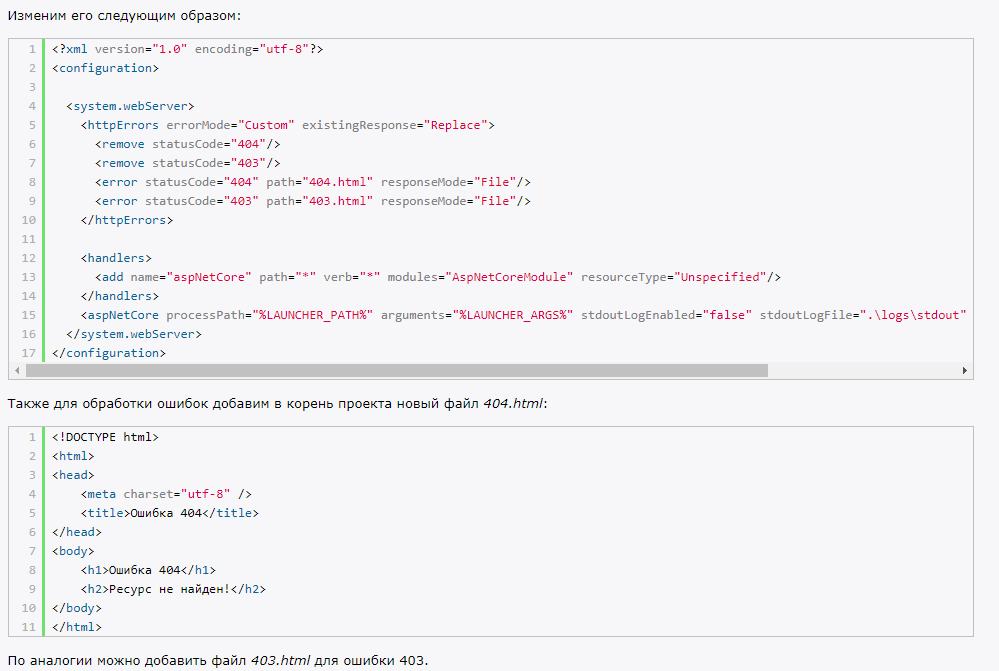 Изменим его следующим образом:
1 <?xml version="1.0" encoding="utf-8"?>
2 <configuration>
3
4   <system.webServer>
5     <httpErrors errorMode="Custom" existingResponse="Replace">
6       <remove statusCode="404"/>
7       <remove statusCode="403"/>
8       <error statusCode="404" path="404.html" responseMode="File"/>
9       <error statusCode="403" path="403.html" responseMode="File"/>
10     </httpErrors>
11
12     <handlers>
13       <add name="aspNetCore" path="*" verb="*" modules="AspNetCoreModule" resourceType="Unspecified"/>
14     </handlers>
15     <aspNetCore processPath="%LAUNCHER_PATH%" arguments="%LAUNCHER_ARGS%" stdoutLogEnabled="false" stdoutLogFile=".\logs\stdout"
16   </system.webServer>
17 </configuration>
Также для обработки ошибок добавим в корень проекта новый файл 404.html:
1 <!DOCTYPE html>
2 <html>
3 <head>
4     <meta charset="utf-8" />
5     <title>Ошибка 404</title>
6 </head>
7 <body>
8     <h1>Ошибка 404</h1>
9     <h2>Ресурс не найден!</h2>
10 </body>
11 </html>
По аналогии можно добавить файл 403.html для ошибки 403.